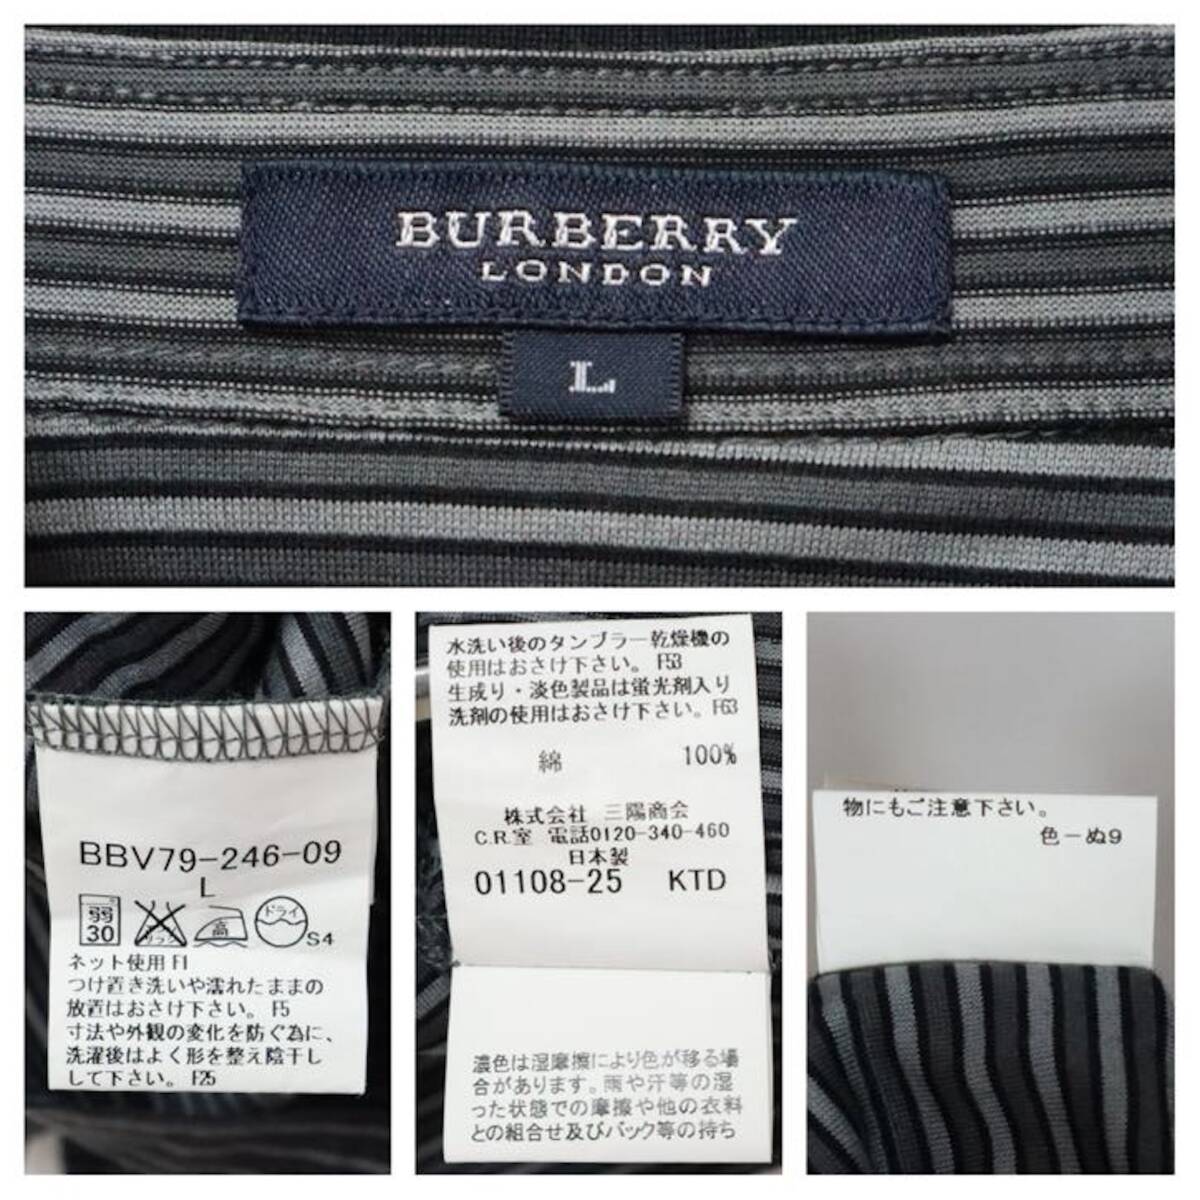 BURBERRY
LONDON
L
BBV79-246-09
L
弱
30
高
ドライ
S4
ネット使用 F1
つけ置き洗いや濡れたままの
放置はおさけ下さい。 F5
寸法や外観の変化を防ぐ為に、
洗濯後はよく形を整え陰干し
して下さい。 F25
水洗い後のタンブラー乾燥機の
使用はおさけ下さい。 F53
生成り・淡色製品は蛍光剤入り
洗剤の使用はおさけ下さい。F63
綿 100%
株式会社 三陽商会
C.R.室 電話0120-340-460
日本製
01108-25 KTD
濃色は湿摩擦により色が移る場
合があります。雨や汗等の湿
った状態での摩擦や他の衣料
との組合せ及びバック等の持ち
物にもご注意下さい。
色ーぬ9